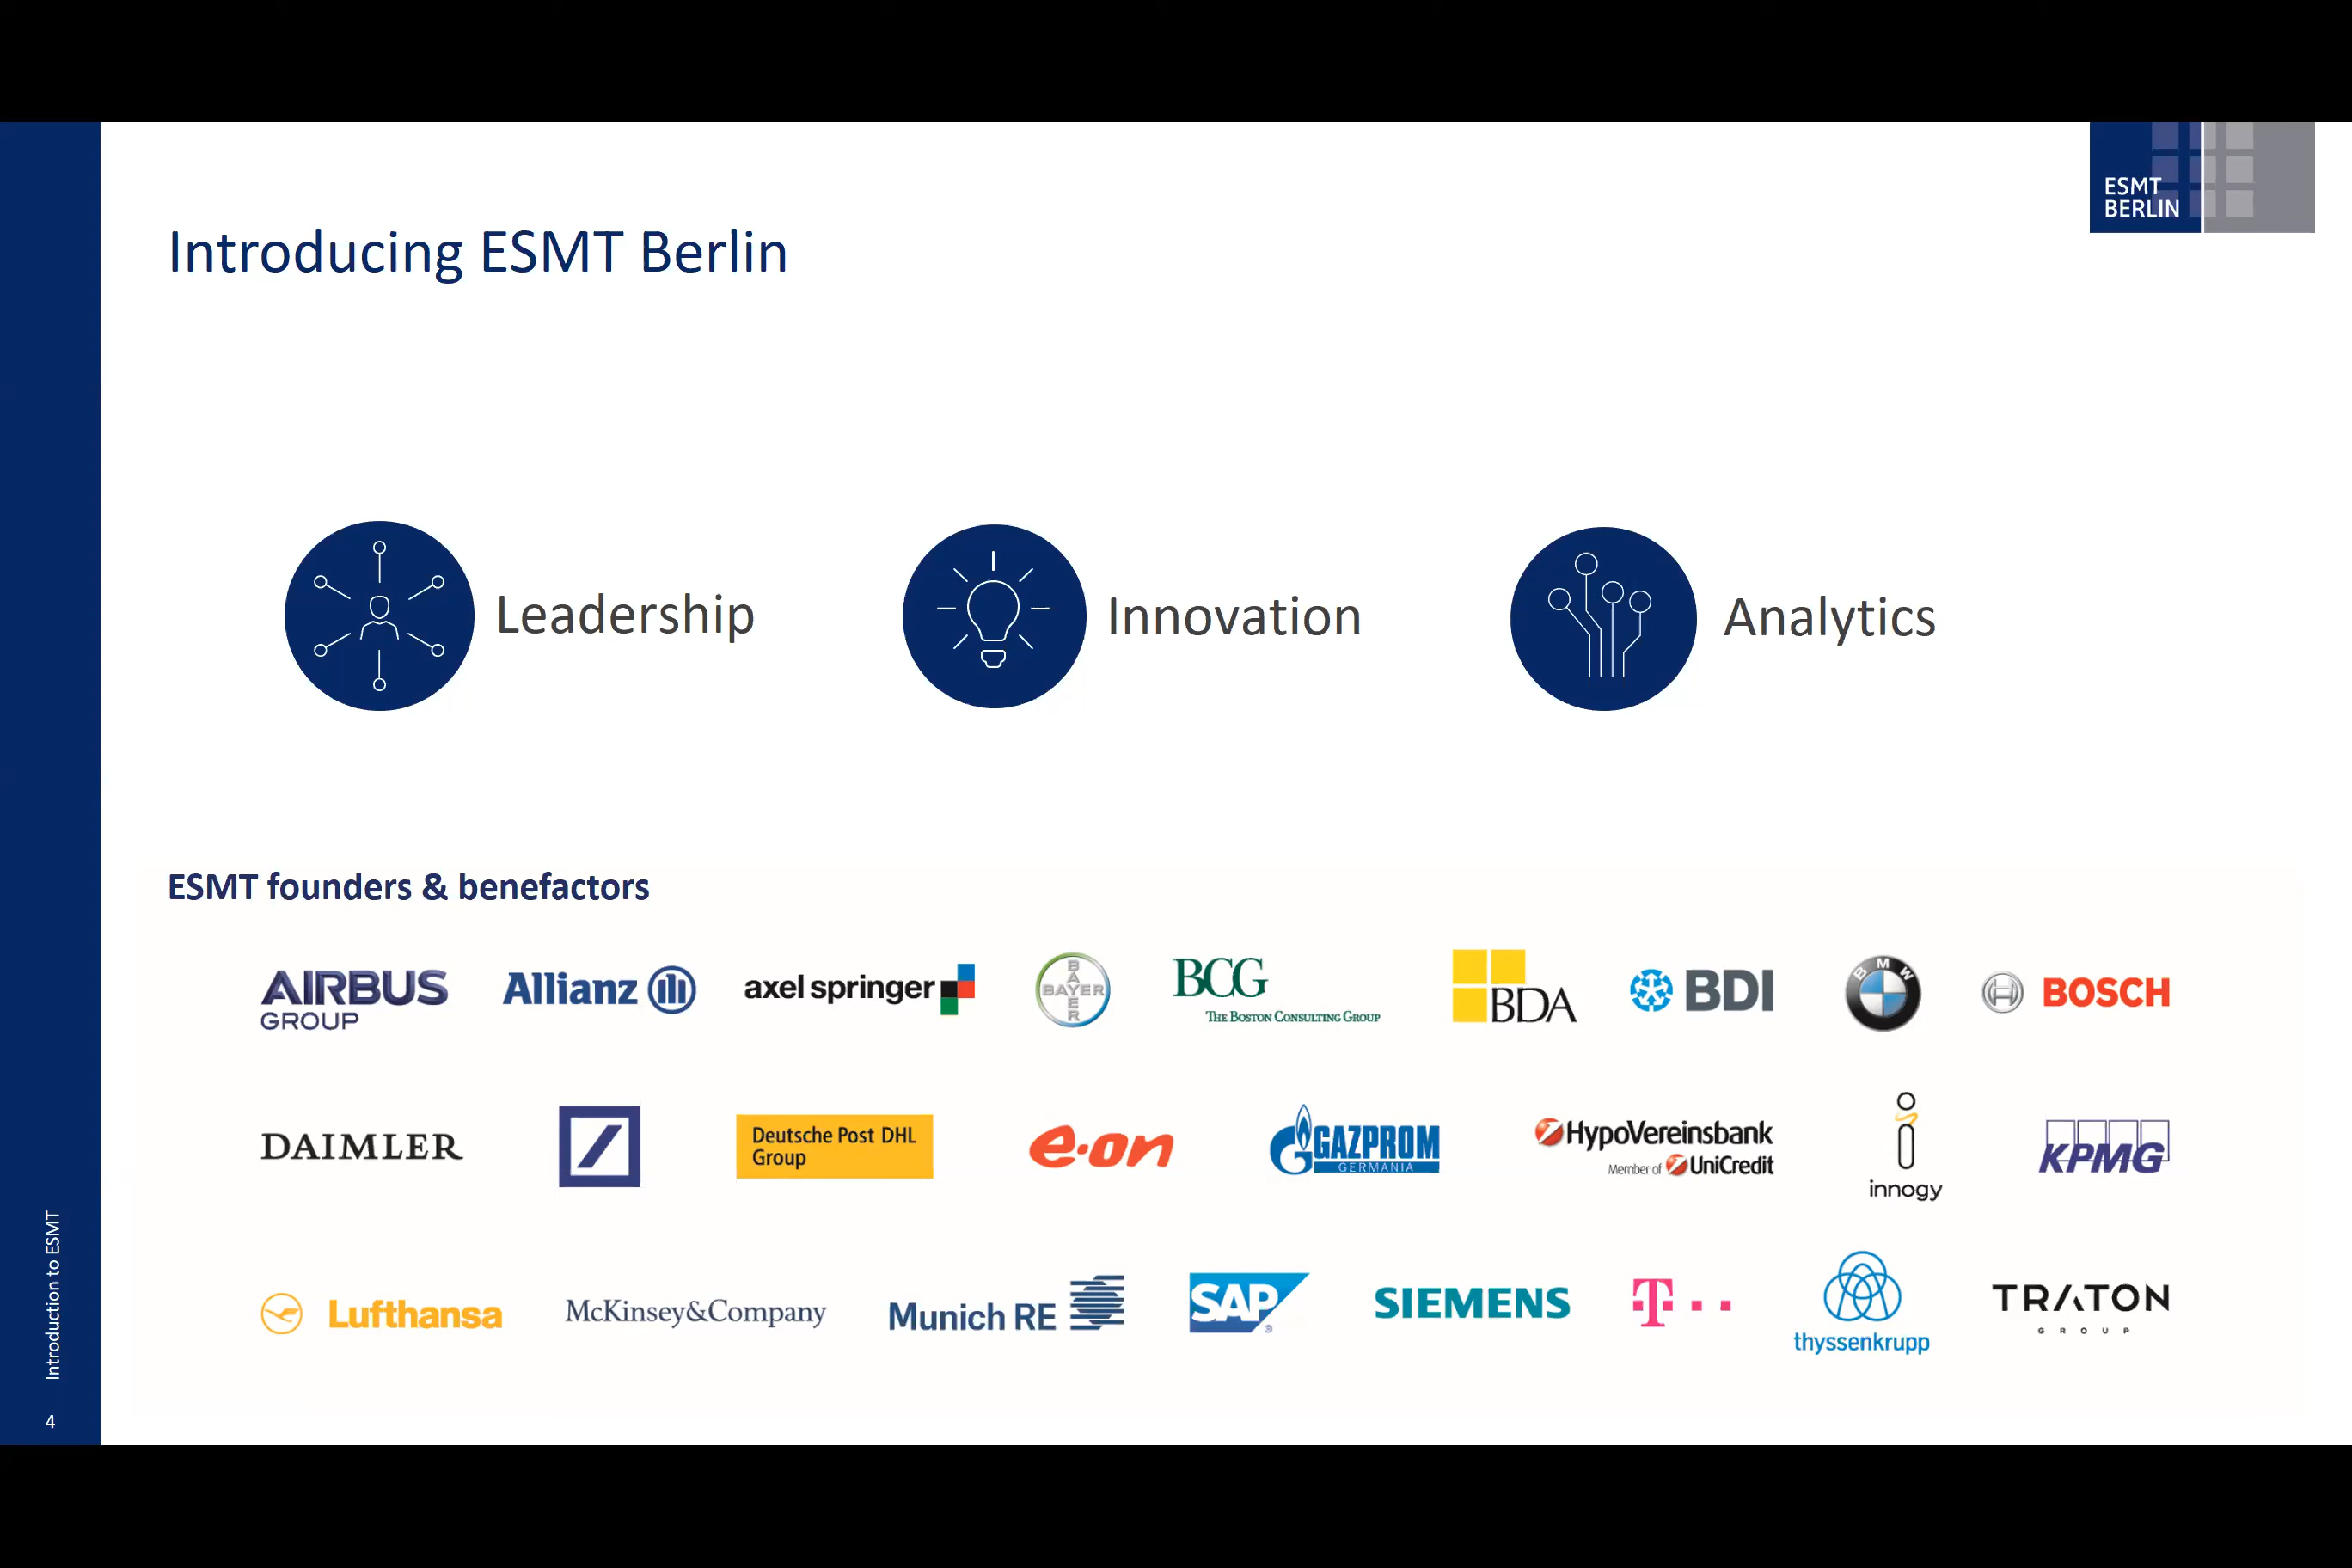 ESMT
BERLIN
Introducing ESMT Berlin
Leadership
Innovation
Analytics
ESMT founders & benefactors
AIRBUS
GROUP
Allianz
axel springer
BAYER
BAYER
BCG
THE BOSTON CONSULTING GROUP
BDA
BDI
BMW
BOSCH
DAIMLER
Deutsche Post DHL
Group
e·on
GAZPROM
GERMANIA
HypoVereinsbank
Member of UniCredit
innogy
KPMG
Lufthansa
McKinsey&Company
Munich RE
SAP®
SIEMENS
T··
thyssenkrupp
TRATON
GROUP
Introduction to ESMT
4